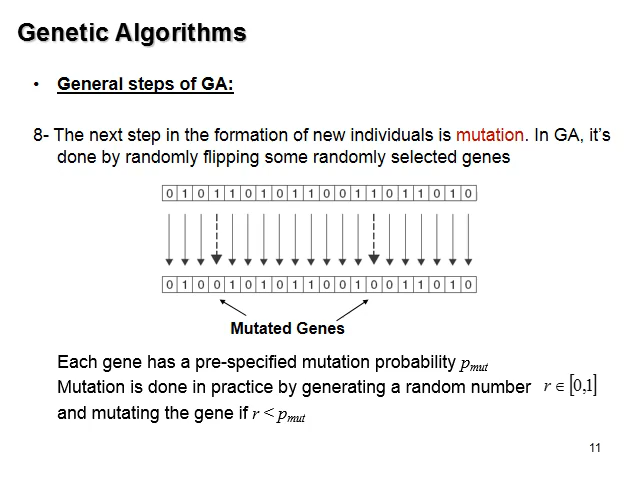 Genetic Algorithms
• General steps of GA:
8- The next step in the formation of new individuals is mutation. In GA, it's
done by randomly flipping some randomly selected genes
0 1 0 1 1 0 1 0 1 1 0 0 1 1 0 1 1 0 1 0
0 1 0 0 1 0 1 0 1 1 0 0 1 0 0 1 1 0 1 0
Mutated Genes
Each gene has a pre-specified mutation probability pmut
Mutation is done in practice by generating a random number r ∈ [0,1]
and mutating the gene if r < pmut
11